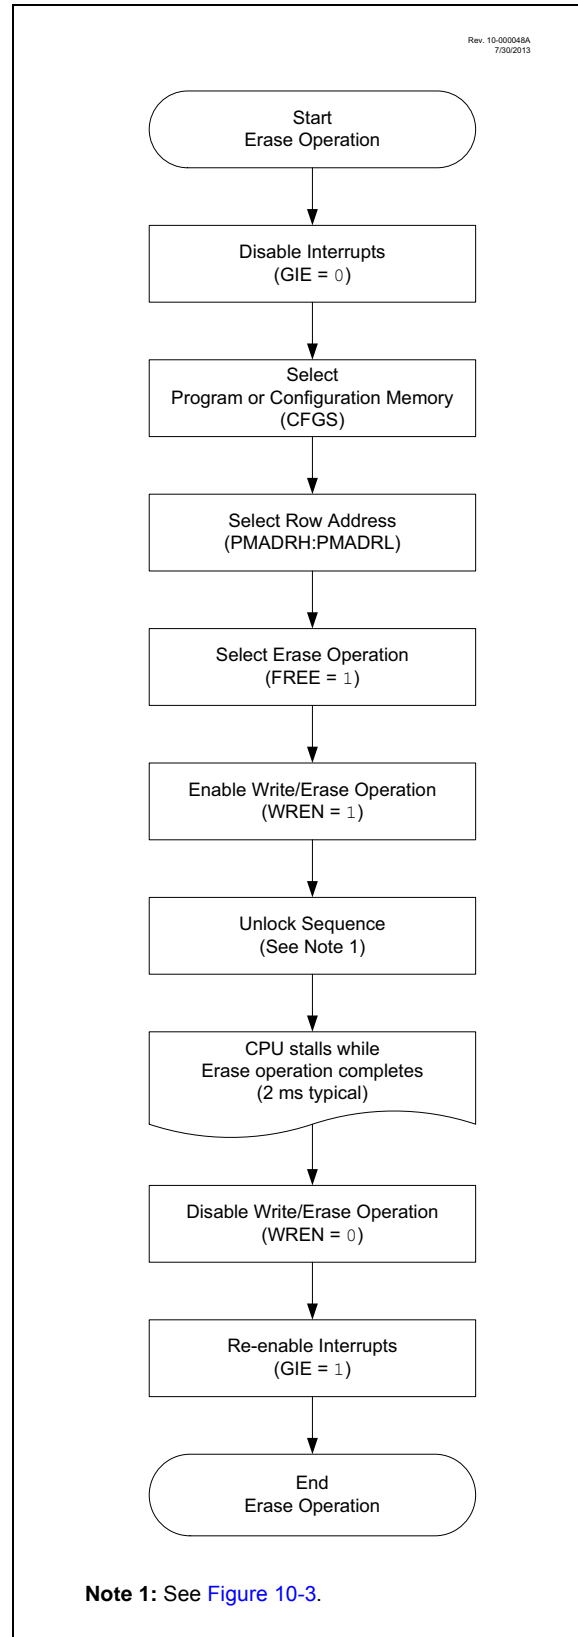 Rev. 10-000048A
7/30/2013
Start
Erase Operation
Disable Interrupts
(GIE = 0)
Select
Program or Configuration Memory
(CFGS)
Select Row Address
(PMADRH:PMADRL)
Select Erase Operation
(FREE = 1)
Enable Write/Erase Operation
(WREN = 1)
Unlock Sequence
(See Note 1)
CPU stalls while
Erase operation completes
(2 ms typical)
Disable Write/Erase Operation
(WREN = 0)
Re-enable Interrupts
(GIE = 1)
End
Erase Operation
Note 1: See Figure 10-3.